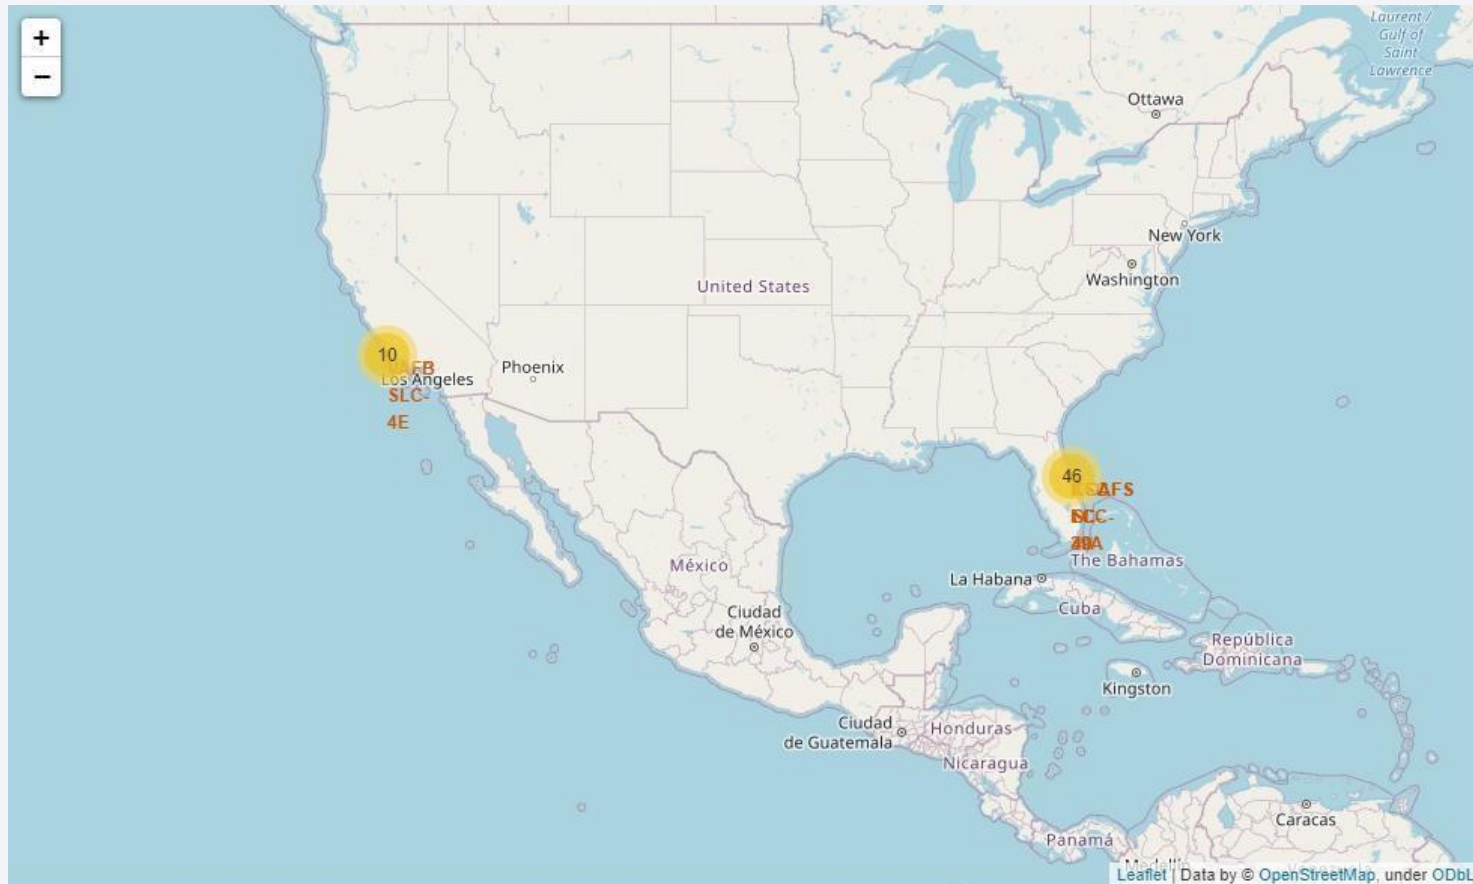 +
−
Laurent /
Gulf of
Saint
Lawrence
Ottawa
New York
Washington
United States
10
Los Angeles
SLC-
4E
Phoenix
46
The Bahamas
La Habana
Cuba
México
Ciudad
de México
República
Dominicana
Kingston
Ciudad
de Guatemala
Honduras
Nicaragua
Caracas
Panamá
Medellín
Venezuela
Leaflet | Data by © OpenStreetMap, under ODbL